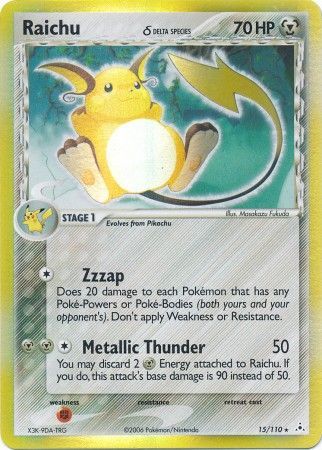 Raichu δ DELTA SPECIES 70 HP
Illus. Masakazu Fukuda
STAGE 1
Evolves from Pikachu
Zzzap
Does 20 damage to each Pokémon that has any
Poké-Powers or Poké-Bodies (both yours and your
opponent's). Don't apply Weakness or Resistance.
Metallic Thunder 50
You may discard 2 Energy attached to Raichu. If
you do, this attack's base damage is 90 instead of 50.
weakness resistance retreat cost
X3K-9DA-TRG ©2006 Pokémon/Nintendo 15/110 ★